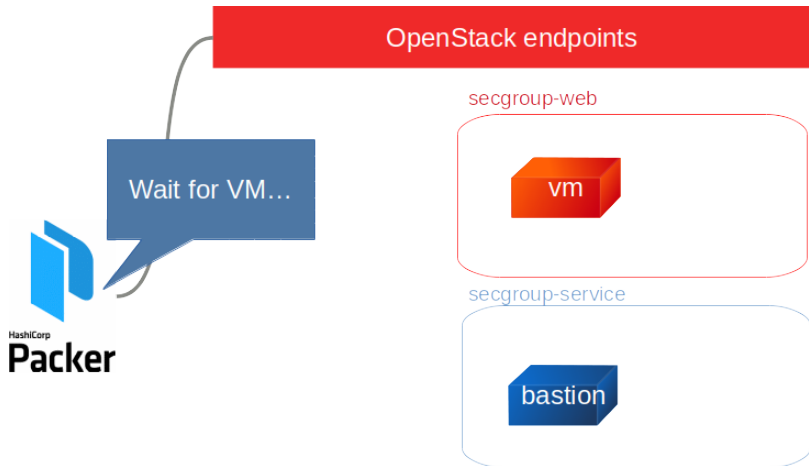 OpenStack endpoints
secgroup-web
Wait for VM…
vm
secgroup-service
HashiCorp
Packer
bastion